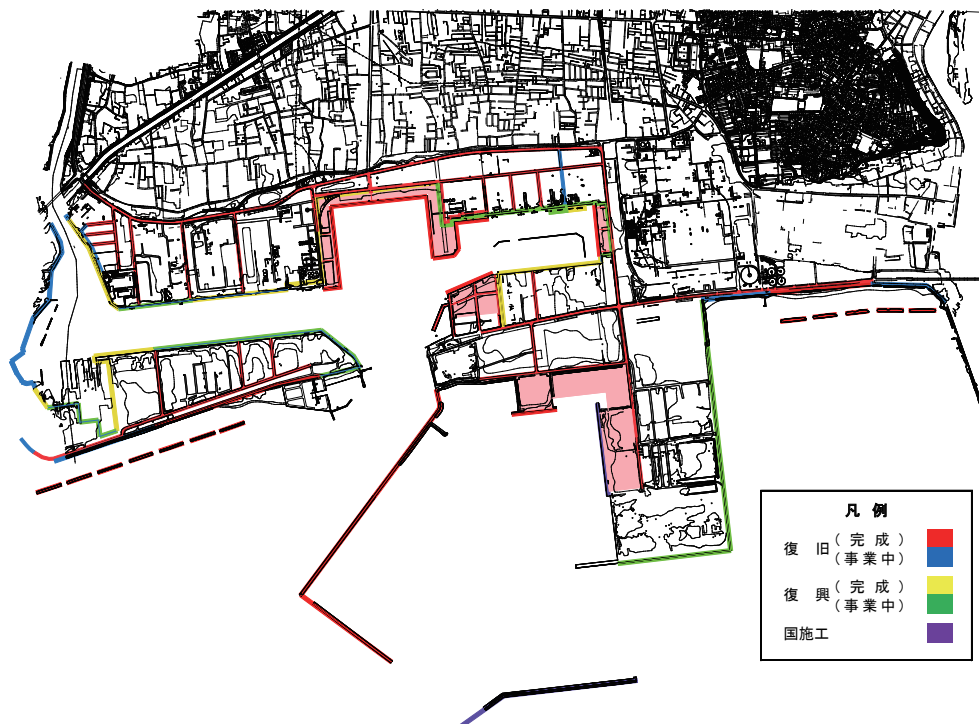 凡例
復旧(完成)
(事業中)
復興(完成)
(事業中)
国施工